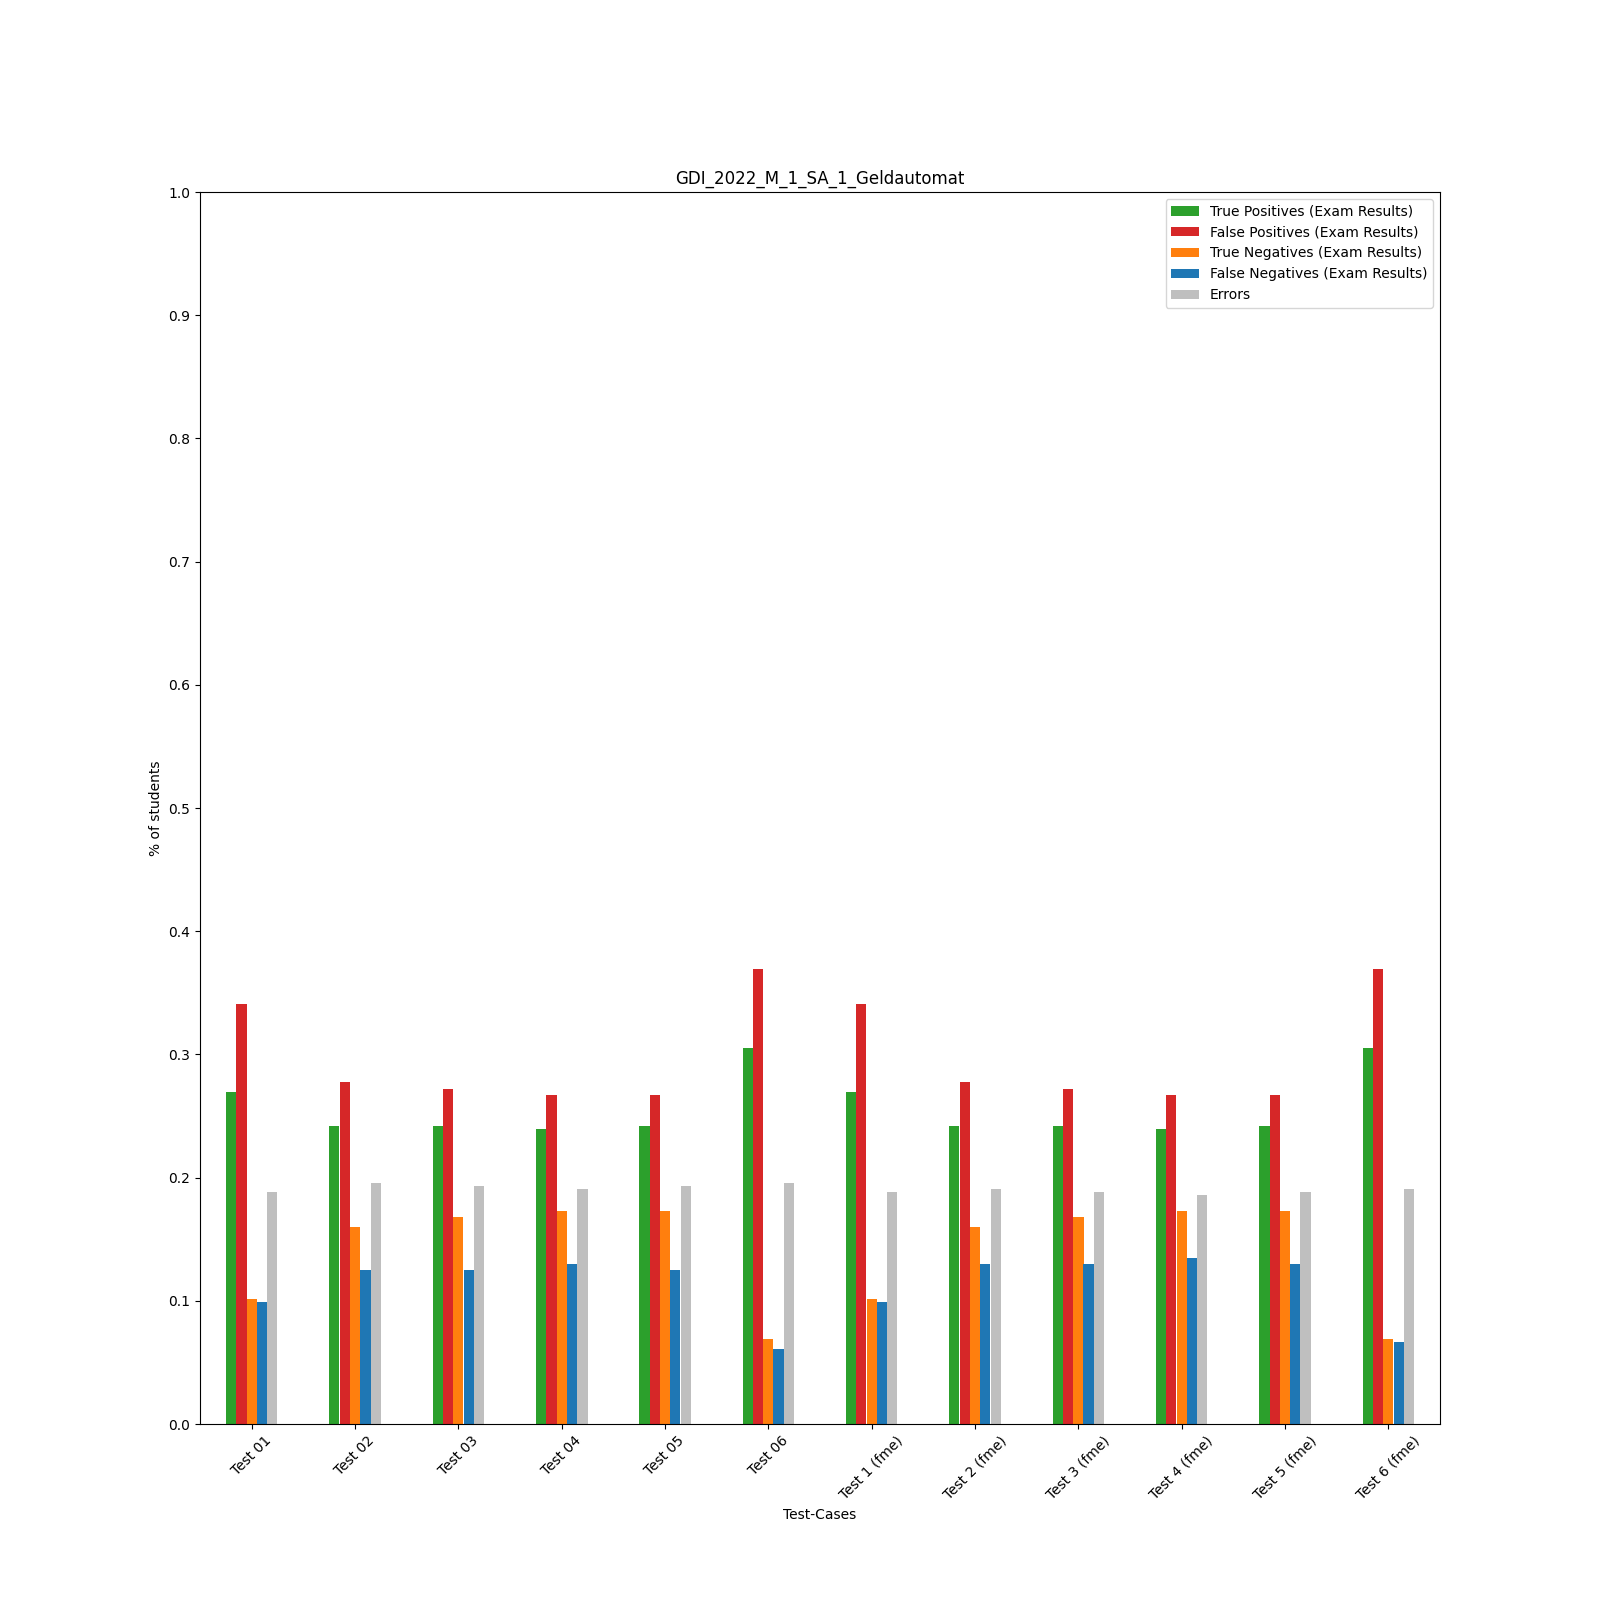 GDI_2022_M_1_SA_1_Geldautomat
True Positives (Exam Results)
False Positives (Exam Results)
True Negatives (Exam Results)
False Negatives (Exam Results)
Errors
1.0
0.9
0.8
0.7
0.6
0.5
0.4
0.3
0.2
0.1
0.0
% of students
Test 01
Test 02
Test 03
Test 04
Test 05
Test 06
Test 1 (fme)
Test 2 (fme)
Test 3 (fme)
Test 4 (fme)
Test 5 (fme)
Test 6 (fme)
Test-Cases